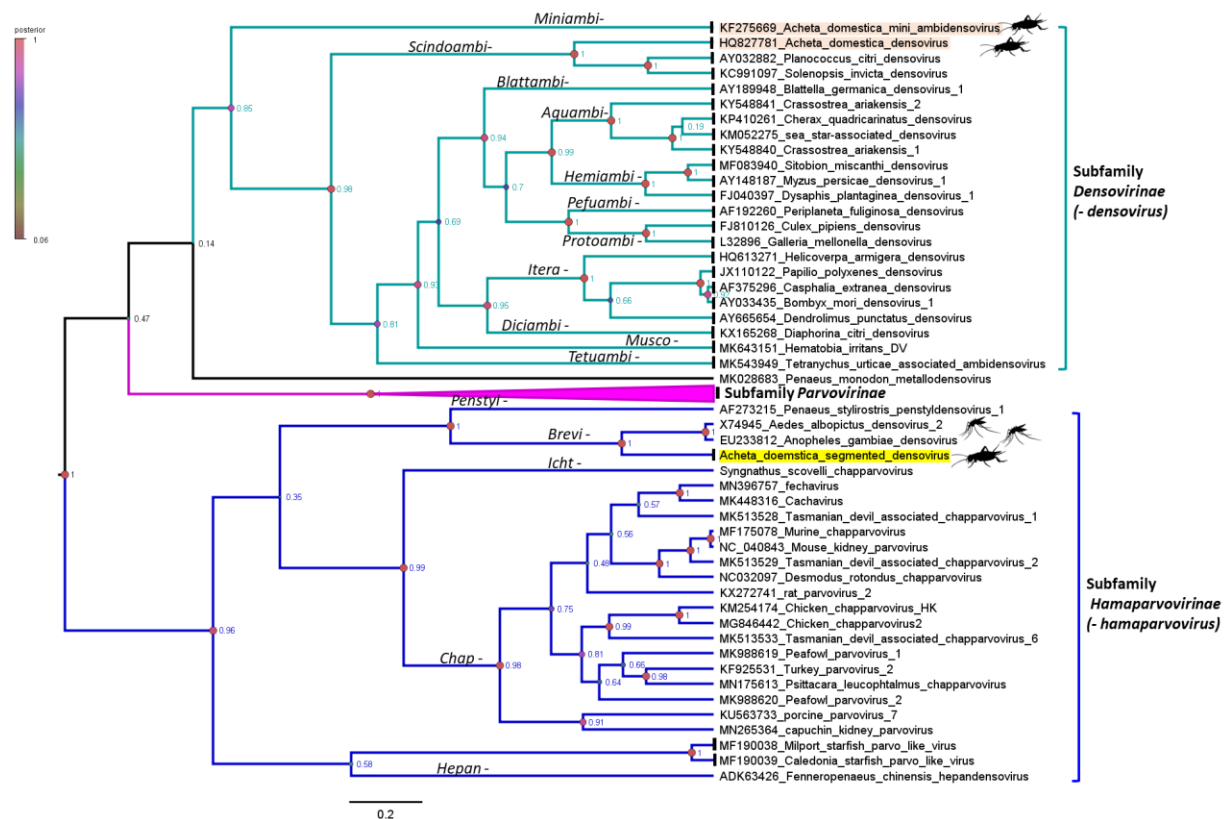 posterior
1
0.06
Miniambi-
KF275669_Acheta_domestica_mini_ambidensovirus
Scindoambi-
HQ827781_Acheta_domestica_densovirus
AY032882_Planococcus_citri_densovirus
KC991097_Solenopsis_invicta_densovirus
1
1
Blattambi-
AY189948_Blattella_germanica_densovirus_1
0.85
Aquambi-
KY548841_Crassostrea_ariakensis_2
KP410261_Cherax_quadricarinatus_densovirus
0.19
KM052275_sea_star-associated_densovirus
KY548840_Crassostrea_ariakensis_1
1
1
0.94
0.99
Hemiambi-
MF083940_Sitobion_miscanthi_densovirus
AY148187_Myzus_persicae_densovirus_1
FJ040397_Dysaphis_plantaginea_densovirus_1
1
1
0.7
0.98
Pefuambi-
AF192260_Periplaneta_fuliginosa_densovirus
FJ810126_Culex_pipiens_densovirus
Protoambi-
L32896_Galleria_mellonella_densovirus
1
1
0.69
Itera -
HQ613271_Helicoverpa_armigera_densovirus
JX110122_Papilio_polyxenes_densovirus
AF375296_Casphalia_extranea_densovirus
AY033435_Bombyx_mori_densovirus_1
AY665654_Dendrolimus_punctatus_densovirus
1
1
0.66
0.95
Diciambi-
KX165268_Diaphorina_citri_densovirus
Musco -
MK643151_Hematobia_irritans_DV
Tetuambi-
MK543949_Tetranychus_urticae_associated_ambidensovirus
0.81
0.14
0.47
Subfamily
Densovirinae
(- densovirus)
MK028683_Penaeus_monodon_metallodensovirus
1
Subfamily Parvovirinae
Penstyl -
AF273215_Penaeus_stylirostris_penstyldensovirus_1
X74945_Aedes_albopictus_densovirus_2
EU233812_Anopheles_gambiae_densovirus
Brevi -
Acheta_doemstica_segmented_densovirus
1
1
1
1
Icht -
Syngnathus_scovelli_chapparvovirus
MN396757_fechavirus
MK448316_Cachavirus
MK513528_Tasmanian_devil_associated_chapparvovirus_1
1
0.57
0.35
MF175078_Murine_chapparvovirus
NC_040843_Mouse_kidney_parvovirus
MK513529_Tasmanian_devil_associated_chapparvovirus_2
NC032097_Desmodus_rotondus_chapparvovirus
1
1
1
0.56
KX272741_rat_parvovirus_2
0.99
0.75
KM254174_Chicken_chapparvovirus_HK
MG846442_Chicken_chapparvovirus2
MK513533_Tasmanian_devil_associated_chapparvovirus_6
1
0.99
0.81
MK988619_Peafowl_parvovirus_1
KF925531_Turkey_parvovirus_2
MN175613_Psittacara_leucophtalmus_chapparvovirus
MK988620_Peafowl_parvovirus_2
0.66
0.98
0.64
Chap -
0.98
KU563733_porcine_parvovirus_7
MN265364_capuchin_kidney_parvovirus
0.91
0.96
MF190038_Milport_starfish_parvo_like_virus
MF190039_Caledonia_starfish_parvo_like_virus
1
0.58
Hepan -
ADK63426_Fenneropenaeus_chinensis_hepandensovirus
Subfamily
Hamaparvovirinae
(- hamaparvovirus)
0.2